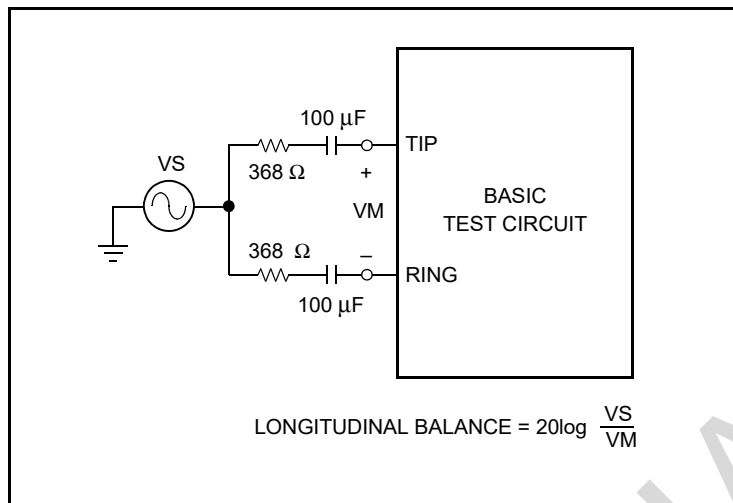 100 μF
TIP
VS
368 Ω
+
VM
BASIC
TEST CIRCUIT
368 Ω
–
RING
100 μF
LONGITUDINAL BALANCE = 20log VS
VM